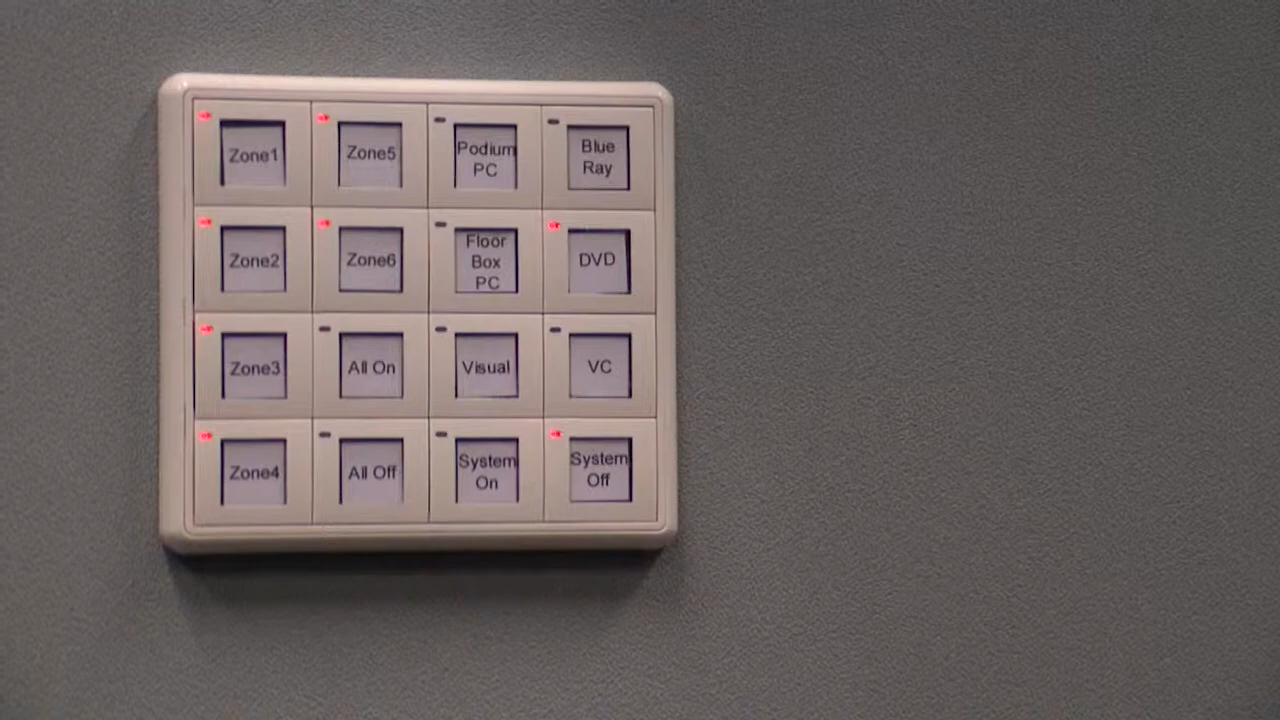 Zone1
Zone5
Podium
PC
Blue
Ray
Zone2
Zone6
Floor
Box
PC
DVD
Zone3
All On
Visual
VC
Zone4
All Off
System
On
System
Off